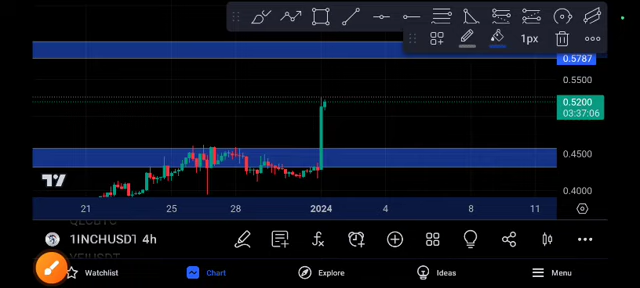 1px
0.5787
0.5500
0.5200
03:37:06
0.4500
0.4000
21 25 28 2024 4 8 11
1INCHUSDT 4h
Watchlist Chart Explore Ideas Menu